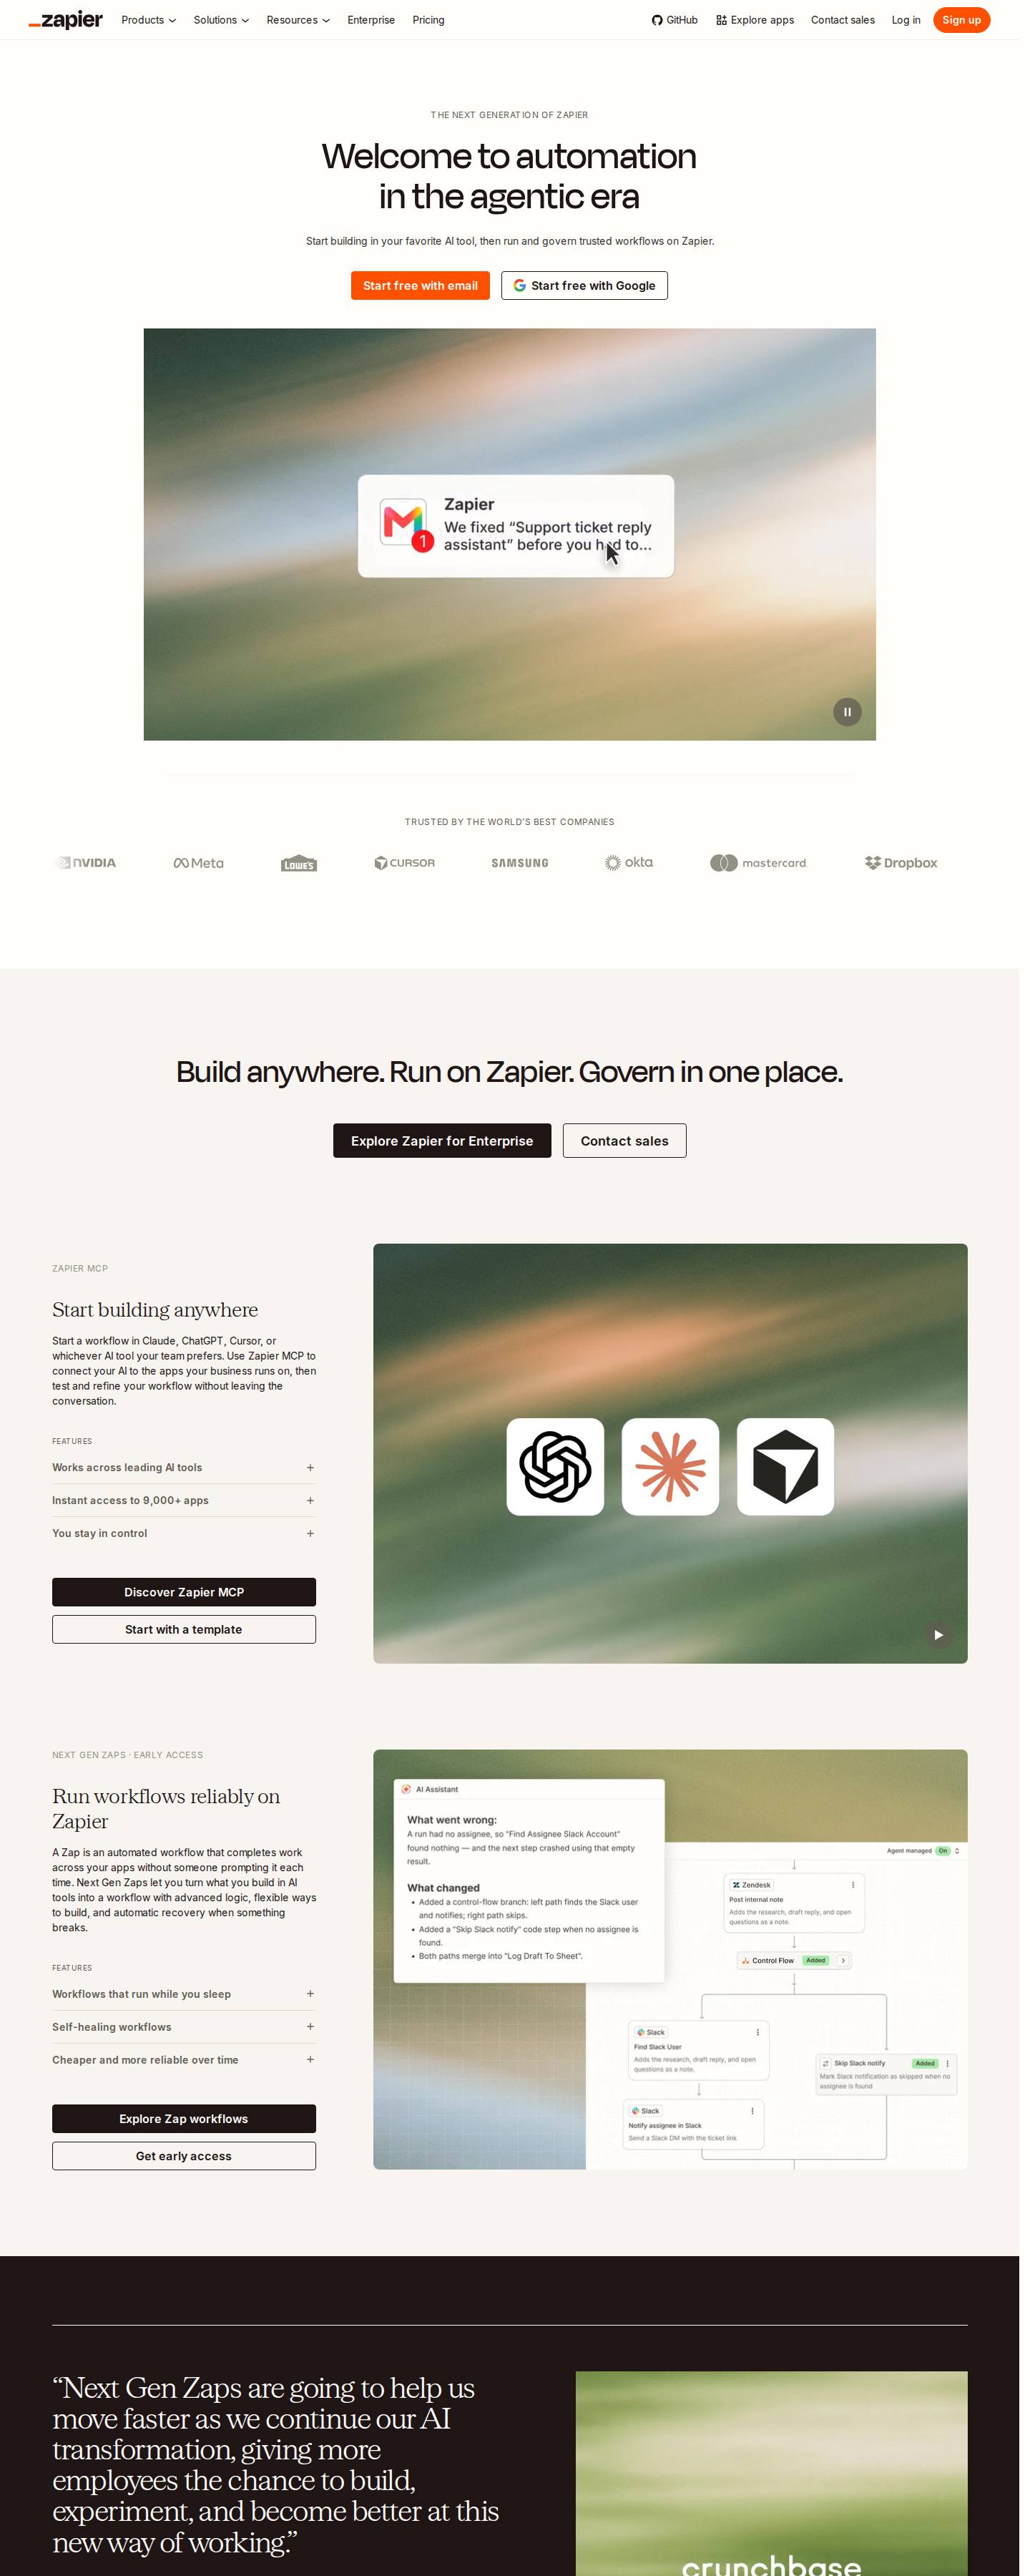 zapier Products Solutions Resources Enterprise Pricing GitHub Explore apps Contact sales Log in Sign up
THE NEXT GENERATION OF ZAPIER
Welcome to automation
in the agentic era
Start building in your favorite AI tool, then run and govern trusted workflows on Zapier.
Start free with email Start free with Google
Zapier
We fixed “Support ticket reply
assistant” before you had to...
1
TRUSTED BY THE WORLD'S BEST COMPANIES
NVIDIA Meta LOWE'S CURSOR SAMSUNG okta mastercard Dropbox
Build anywhere. Run on Zapier. Govern in one place.
Explore Zapier for Enterprise Contact sales
ZAPIER MCP
Start building anywhere
Start a workflow in Claude, ChatGPT, Cursor, or
whichever AI tool your team prefers. Use Zapier MCP to
connect your AI to the apps your business runs on, then
test and refine your workflow without leaving the
conversation.
FEATURES
Works across leading AI tools +
Instant access to 9,000+ apps +
You stay in control +
Discover Zapier MCP
Start with a template
NEXT GEN ZAPS · EARLY ACCESS
Run workflows reliably on
Zapier
A Zap is an automated workflow that completes work
across your apps without someone prompting it each
time. Next Gen Zaps let you turn what you build in AI
tools into a workflow with advanced logic, flexible ways
to build, and automatic recovery when something
breaks.
FEATURES
Workflows that run while you sleep +
Self-healing workflows +
Cheaper and more reliable over time +
Explore Zap workflows
Get early access
AI Assistant
What went wrong:
A run had no assignee, so "Find Assignee Slack Account"
found nothing — and the next step crashed using that empty
result.
What changed
• Added a control-flow branch: left path finds the Slack user
and notifies; right path skips.
• Added a "Skip Slack notify" code step when no assignee is
found.
• Both paths merge into "Log Draft To Sheet".
Agent managed On
Zendesk
Post internal note
Adds the research, draft reply, and open
questions as a note.
Control Flow Added
Slack
Find Slack User
Adds the research, draft reply, and open
questions as a note.
Skip Slack notify Added
Mark Slack notification as skipped when no
assignee is found
Slack
Notify assignee in Slack
Send a Slack DM with the ticket link
“Next Gen Zaps are going to help us
move faster as we continue our AI
transformation, giving more
employees the chance to build,
experiment, and become better at this
new way of working.”
crunchbase